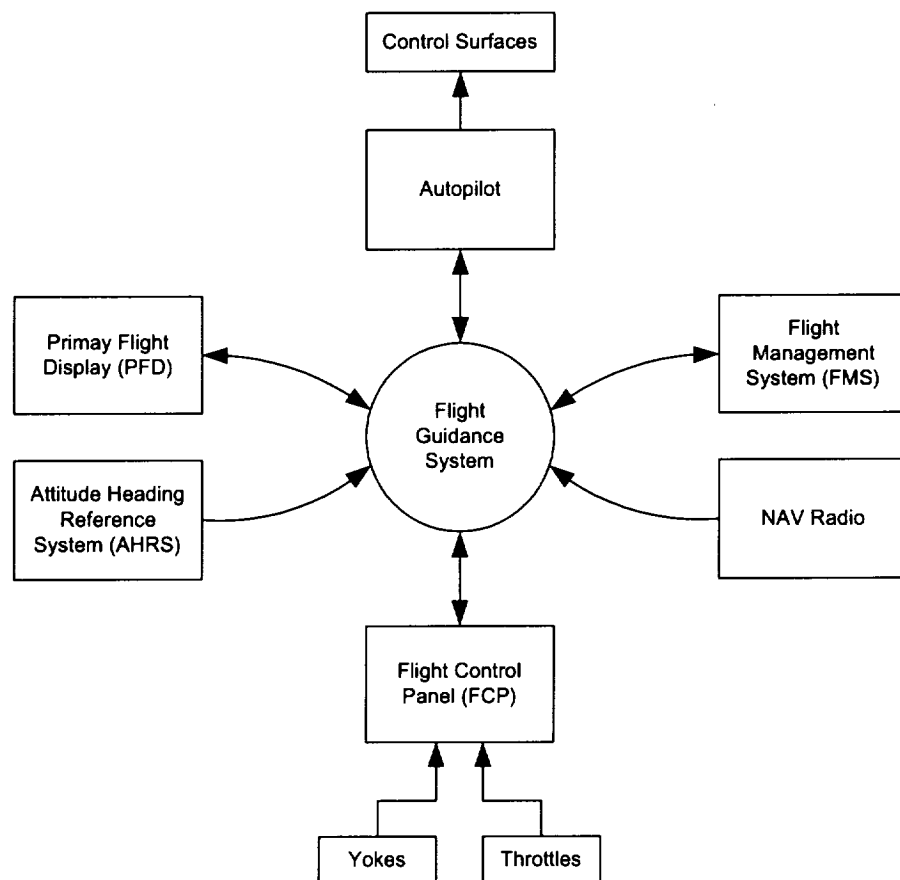 Control Surfaces
Autopilot
Primay Flight
Display (PFD)
Flight
Management
System (FMS)
Flight
Guidance
System
Attitude Heading
Reference
System (AHRS)
NAV Radio
Flight Control
Panel (FCP)
Yokes
Throttles